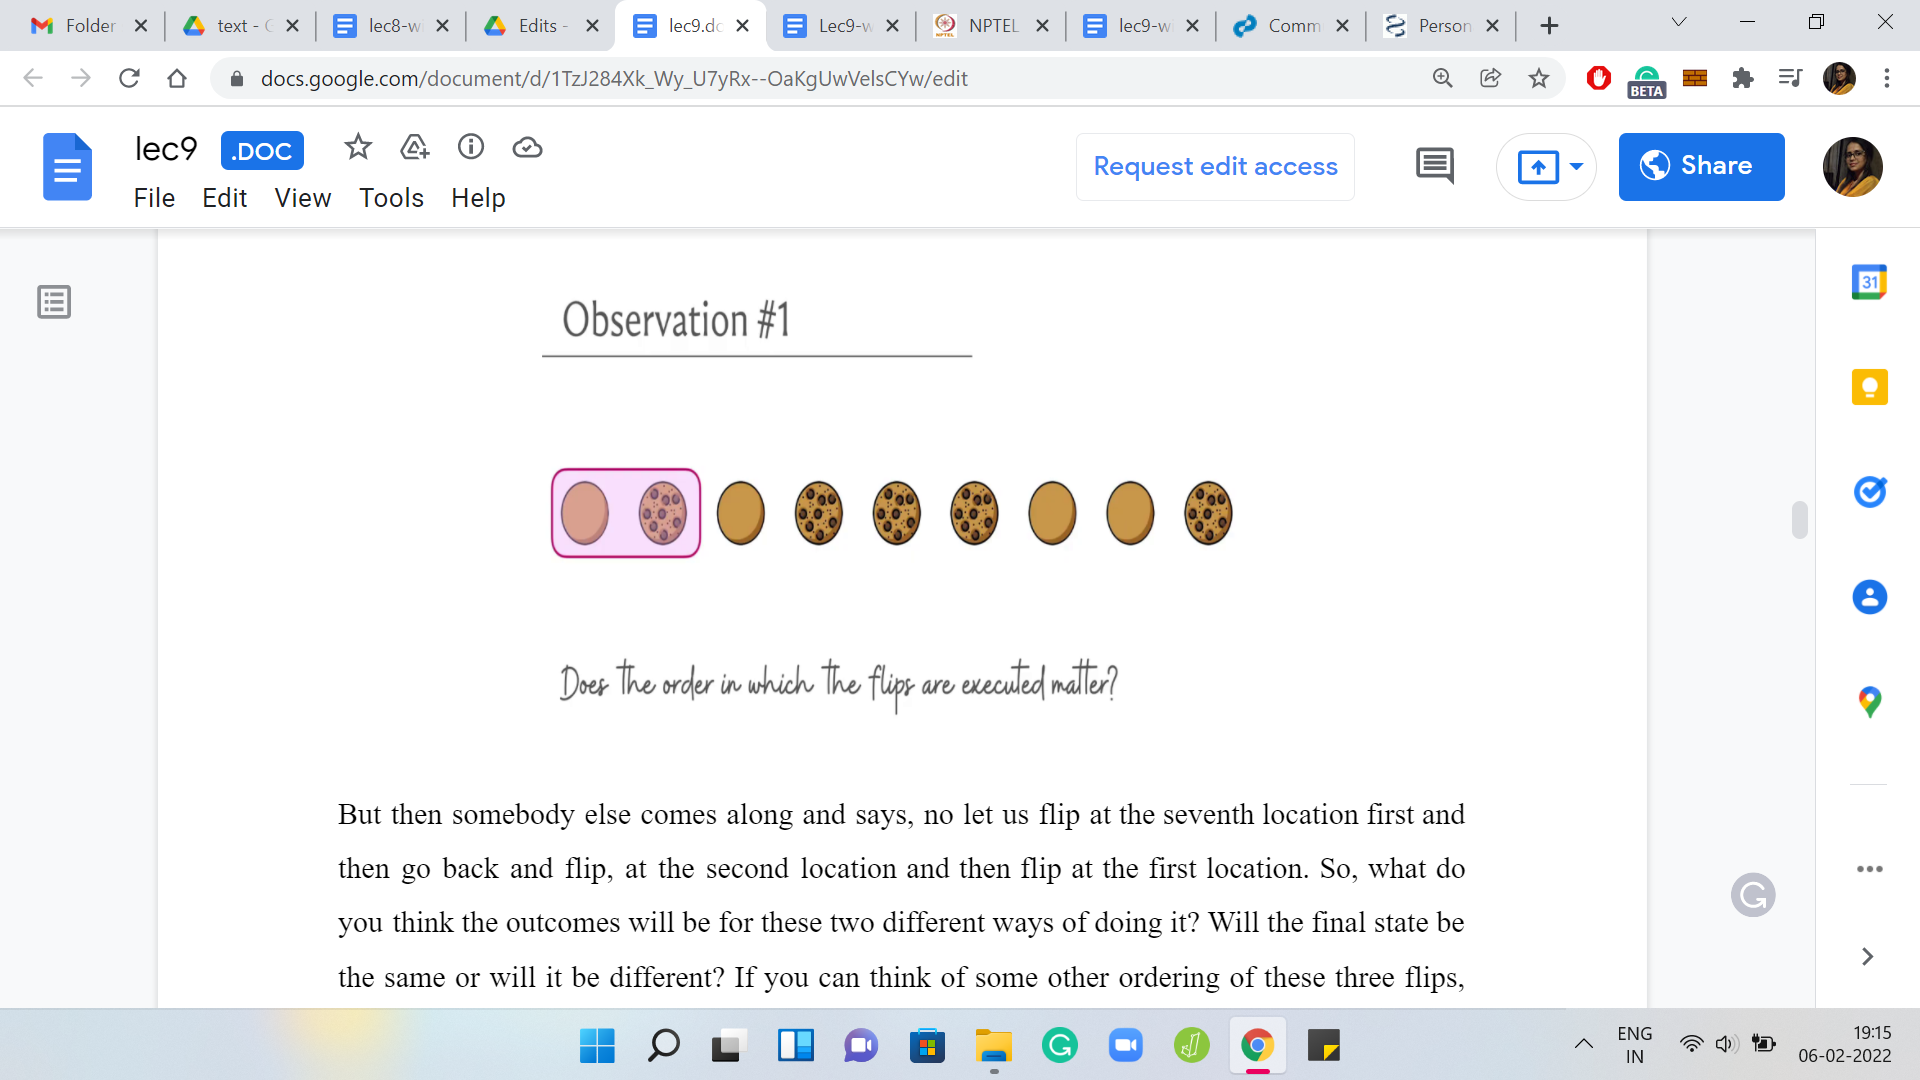 Folder
text - G
lec8-w
Edits -
lec9.dc
Lec9-w
NPTEL
lec9-w
Comm
Person
docs.google.com/document/d/1TzJ284Xk_Wy_U7yRx--OaKgUwVelsCYw/edit
BETA
lec9 .DOC
Request edit access
Share
File Edit View Tools Help
31
Observation #1
Does the order in which the flips are executed matter?
But then somebody else comes along and says, no let us flip at the seventh location first and
then go back and flip, at the second location and then flip at the first location. So, what do
you think the outcomes will be for these two different ways of doing it? Will the final state be
the same or will it be different? If you can think of some other ordering of these three flips,
ENG
IN
19:15
06-02-2022